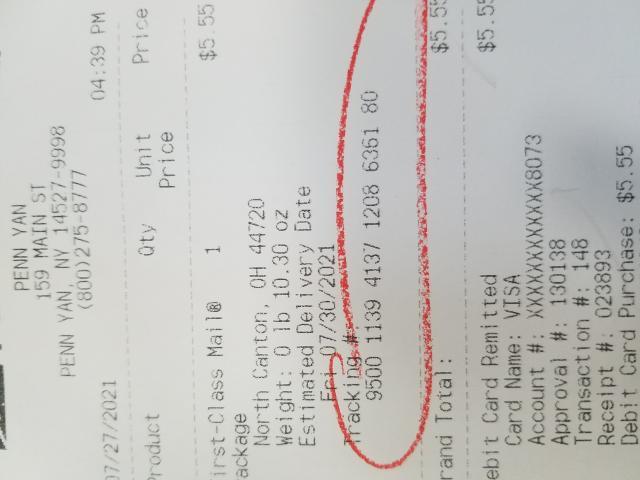 PENN YAN
159 MAIN ST
PENN YAN, NY 14527-9998
(800)275-8777
07/27/2021 04:39 PM
Product Qty Unit Price
Price
irst-Class Mail® 1 $5.55
ackage
North Canton, OH 44720
Weight: 0 lb 10.30 oz
Estimated Delivery Date
Fri 07/30/2021
Tracking #:
9500 1139 4137 1208 6361 80
rand Total: $5.55
ebit Card Remitted $5.55
Card Name: VISA
Account #: XXXXXXXXXXXX8073
Approval #: 130138
Transaction #: 148
Receipt #: 023893
Debit Card Purchase: $5.55